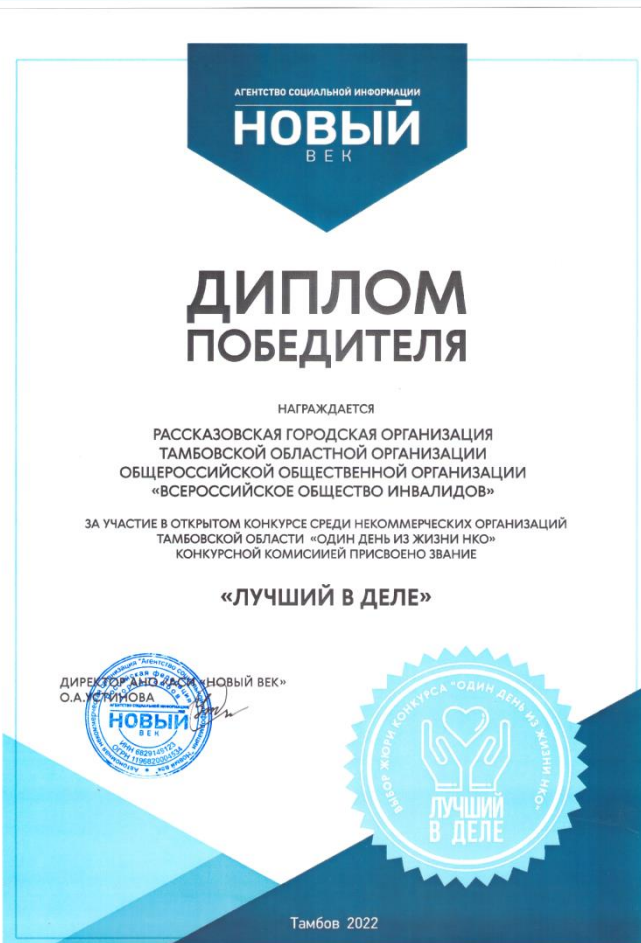 АГЕНТСТВО СОЦИАЛЬНОЙ ИНФОРМАЦИИ
НОВЫЙ
ВЕК
ДИПЛОМ
ПОБЕДИТЕЛЯ
НАГРАЖДАЕТСЯ
РАССКАЗОВСКАЯ ГОРОДСКАЯ ОРГАНИЗАЦИЯ
ТАМБОВСКОЙ ОБЛАСТНОЙ ОРГАНИЗАЦИИ
ОБЩЕРОССИЙСКОЙ ОБЩЕСТВЕННОЙ ОРГАНИЗАЦИИ
«ВСЕРОССИЙСКОЕ ОБЩЕСТВО ИНВАЛИДОВ»
ЗА УЧАСТИЕ В ОТКРЫТОМ КОНКУРСЕ СРЕДИ НЕКОММЕРЧЕСКИХ ОРГАНИЗАЦИЙ
ТАМБОВСКОЙ ОБЛАСТИ «ОДИН ДЕНЬ ИЗ ЖИЗНИ НКО»
КОНКУРСНОЙ КОМИСИИЕЙ ПРИСВОЕНО ЗВАНИЕ
«ЛУЧШИЙ В ДЕЛЕ»
ДИРЕКТОР АНО «АСИ «НОВЫЙ ВЕК»
О.А.УСТИНОВА
НОВЫЙ
ВЕК
ВЫБОР ЖЮРИ КОНКУРСА "ОДИН ДЕНЬ ИЗ ЖИЗНИ НКО"
ЛУЧШИЙ
В ДЕЛЕ
Тамбов 2022